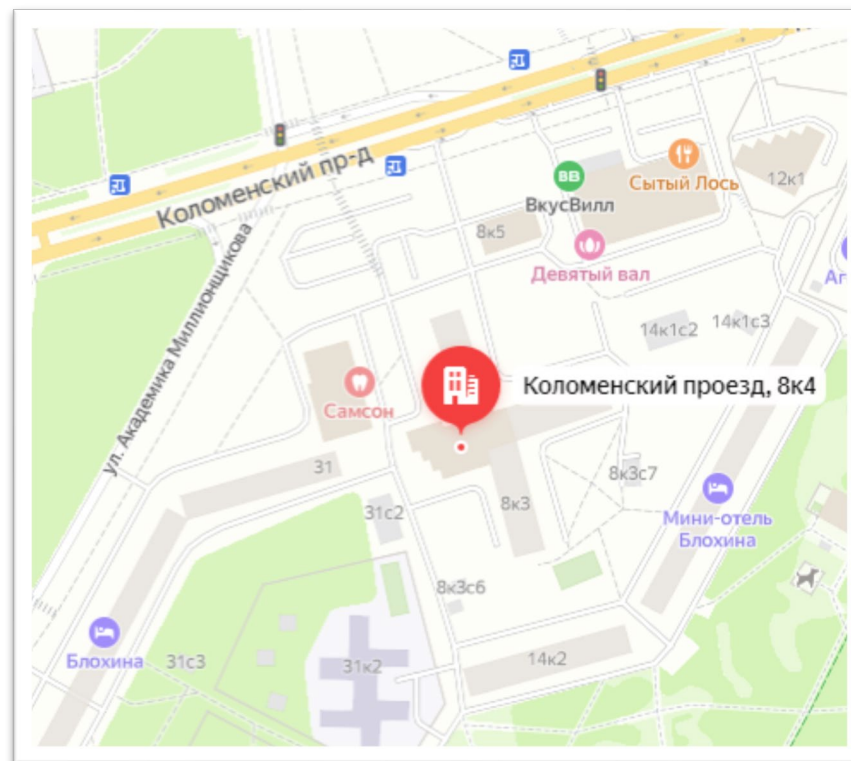 Коломенский пр-д
ул. Академика Миллионщикова
ВВ
ВкусВилл
Сытый Лось
12к1
8к5
Девятый вал
14к1с2
14к1с3
Коломенский проезд, 8к4
Самсон
31
31с2
8к3
8к3с7
Мини-отель
Блохина
8к3с6
Блохина
31с3
31к2
14к2